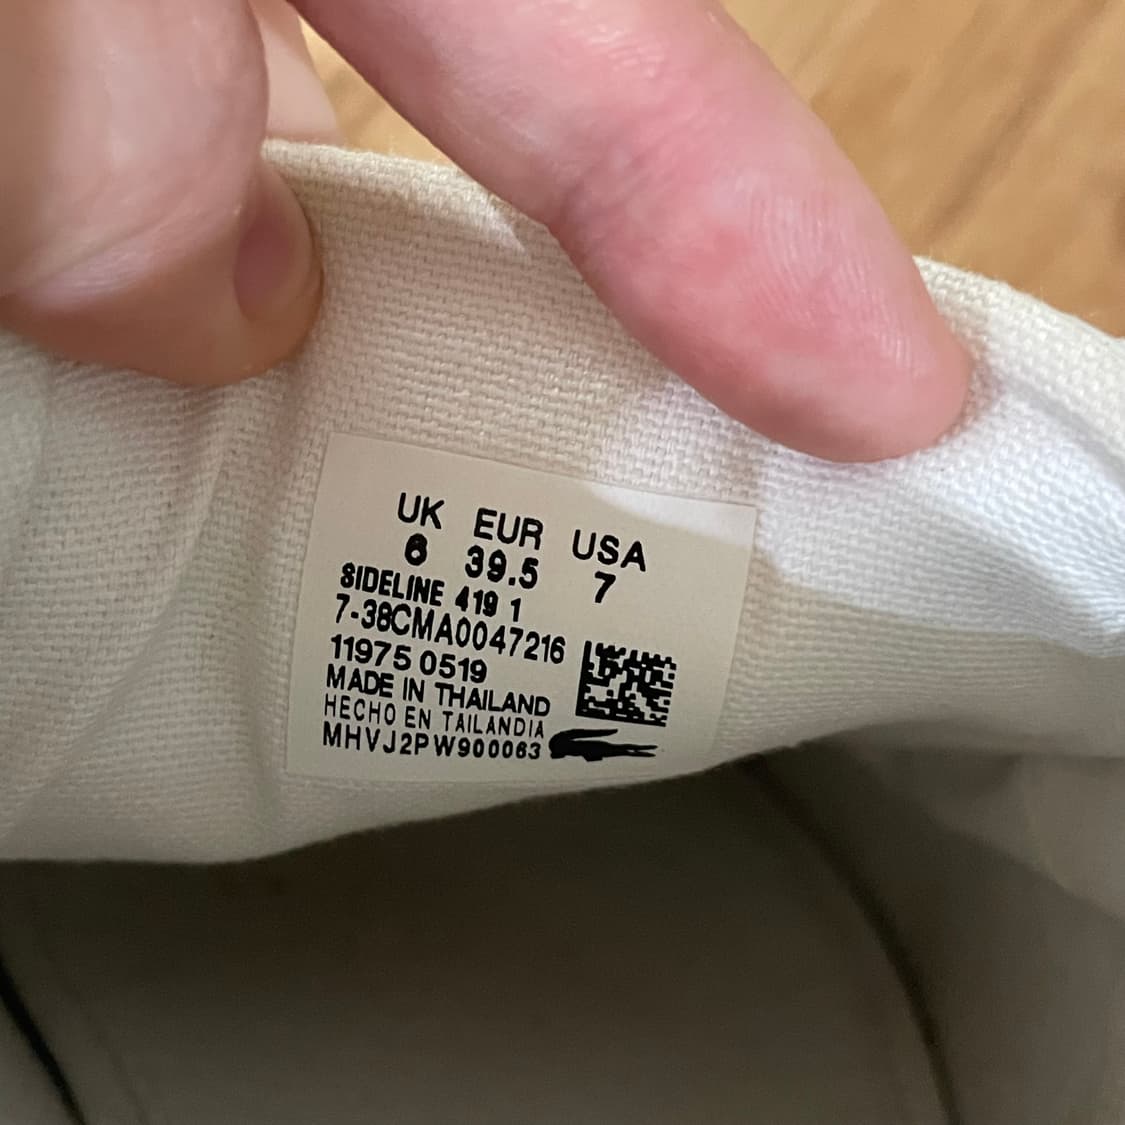 UK EUR USA
6 39.5 7
SIDELINE 419 1
7-38CMA0047216
11975 0519
MADE IN THAILAND
HECHO EN TAILANDIA
MHVJ2PW900063